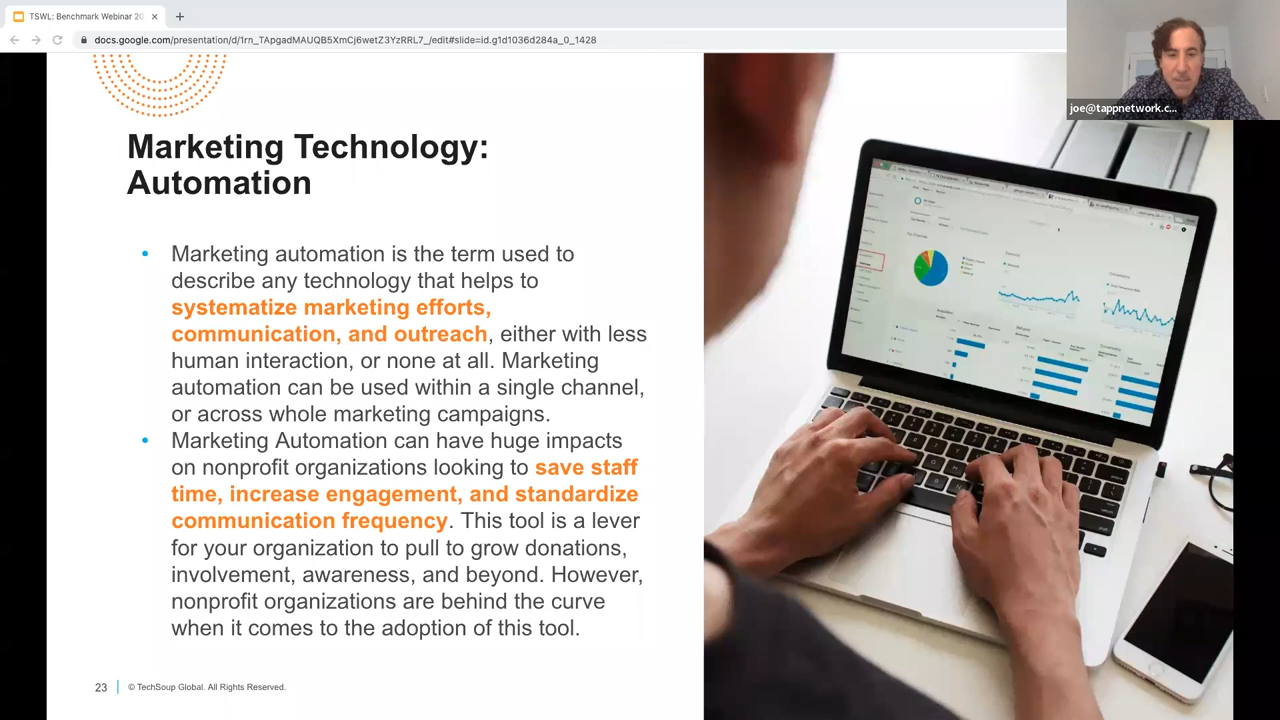 TSWL: Benchmark Webinar 20
docs.google.com/presentation/d/1rn_TApgadMAUQB5XmCj6wetZ3YzRRL7_/edit#slide=id.g1d1036d284a_0_1428
joe@tappnetwork.c...
Marketing Technology:
Automation
• Marketing automation is the term used to
describe any technology that helps to
systematize marketing efforts,
communication, and outreach, either with less
human interaction, or none at all. Marketing
automation can be used within a single channel,
or across whole marketing campaigns.
• Marketing Automation can have huge impacts
on nonprofit organizations looking to save staff
time, increase engagement, and standardize
communication frequency. This tool is a lever
for your organization to pull to grow donations,
involvement, awareness, and beyond. However,
nonprofit organizations are behind the curve
when it comes to the adoption of this tool.
23
© TechSoup Global. All Rights Reserved.